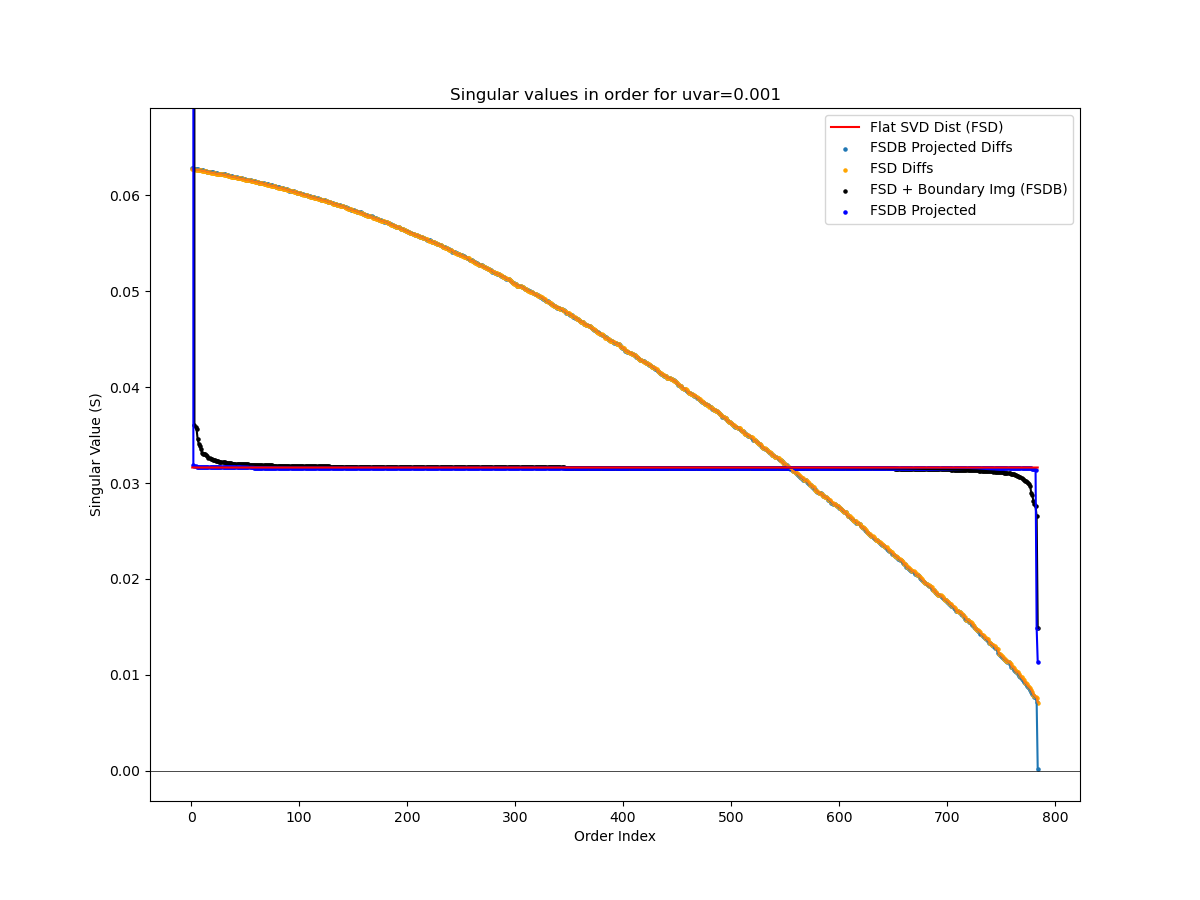 Singular values in order for uvar=0.001
Flat SVD Dist (FSD)
FSDB Projected Diffs
FSD Diffs
FSD + Boundary Img (FSDB)
FSDB Projected
Singular Value (S)
0.06
0.05
0.04
0.03
0.02
0.01
0.00
0 100 200 300 400 500 600 700 800
Order Index